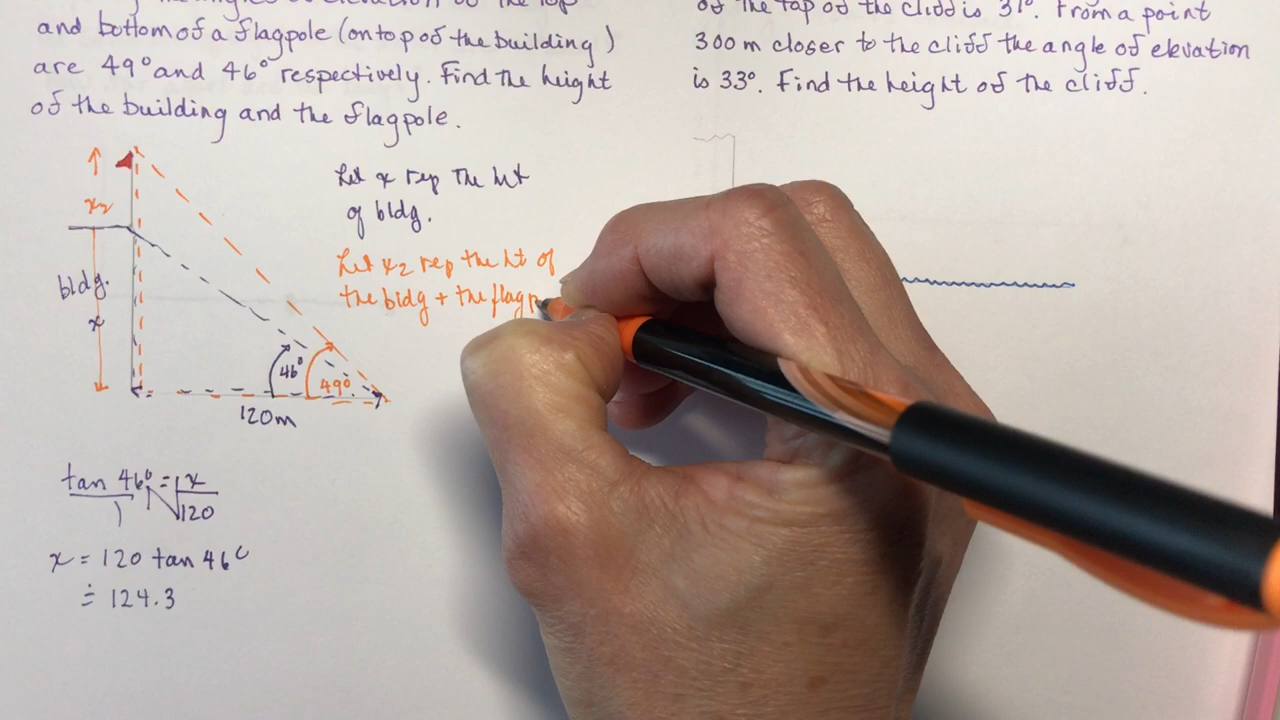 and bottom of a flagpole (on top of the building)
are 49° and 46° respectively. Find the height
of the building and the flagpole.
of the top of the cliff is 31°. From a point
300 m closer to the cliff the angle of elevation
is 33°. Find the height of the cliff.
Let x rep the ht
of bldg.
Let x2 rep the ht of
the bldg + the flagp
x2
bldg.
x
46°
49°
120m
tan 46° = x
1 120
x = 120 tan 46°
≐ 124.3